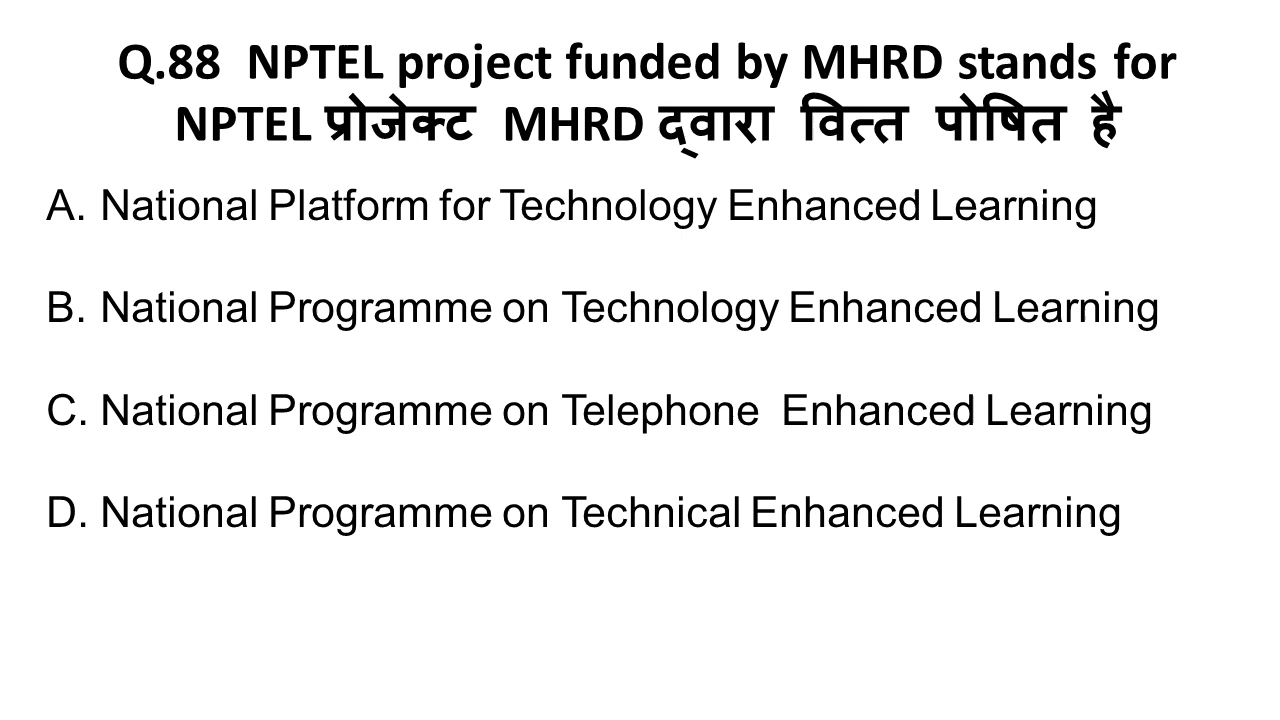 Q.88 NPTEL project funded by MHRD stands for
NPTEL प्रोजेक्ट MHRD द्वारा वित्त पोषित है
A. National Platform for Technology Enhanced Learning
B. National Programme on Technology Enhanced Learning
C. National Programme on Telephone Enhanced Learning
D. National Programme on Technical Enhanced Learning